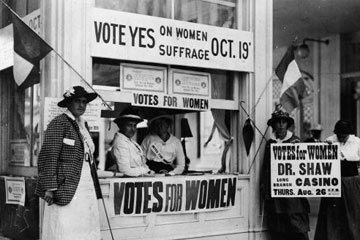 VOTE YES ON WOMEN SUFFRAGE OCT. 19
VOTES FOR WOMEN
VOTES for WOMEN
VOTES for WOMEN
DR. SHAW
LONG BRANCH CASINO
THURS. AUG 26